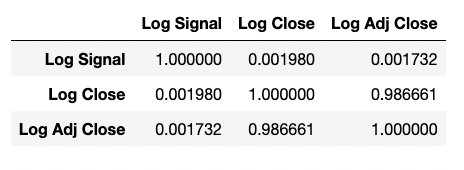 Log Signal Log Close Log Adj Close
Log Signal 1.000000 0.001980 0.001732
Log Close 0.001980 1.000000 0.986661
Log Adj Close 0.001732 0.986661 1.000000